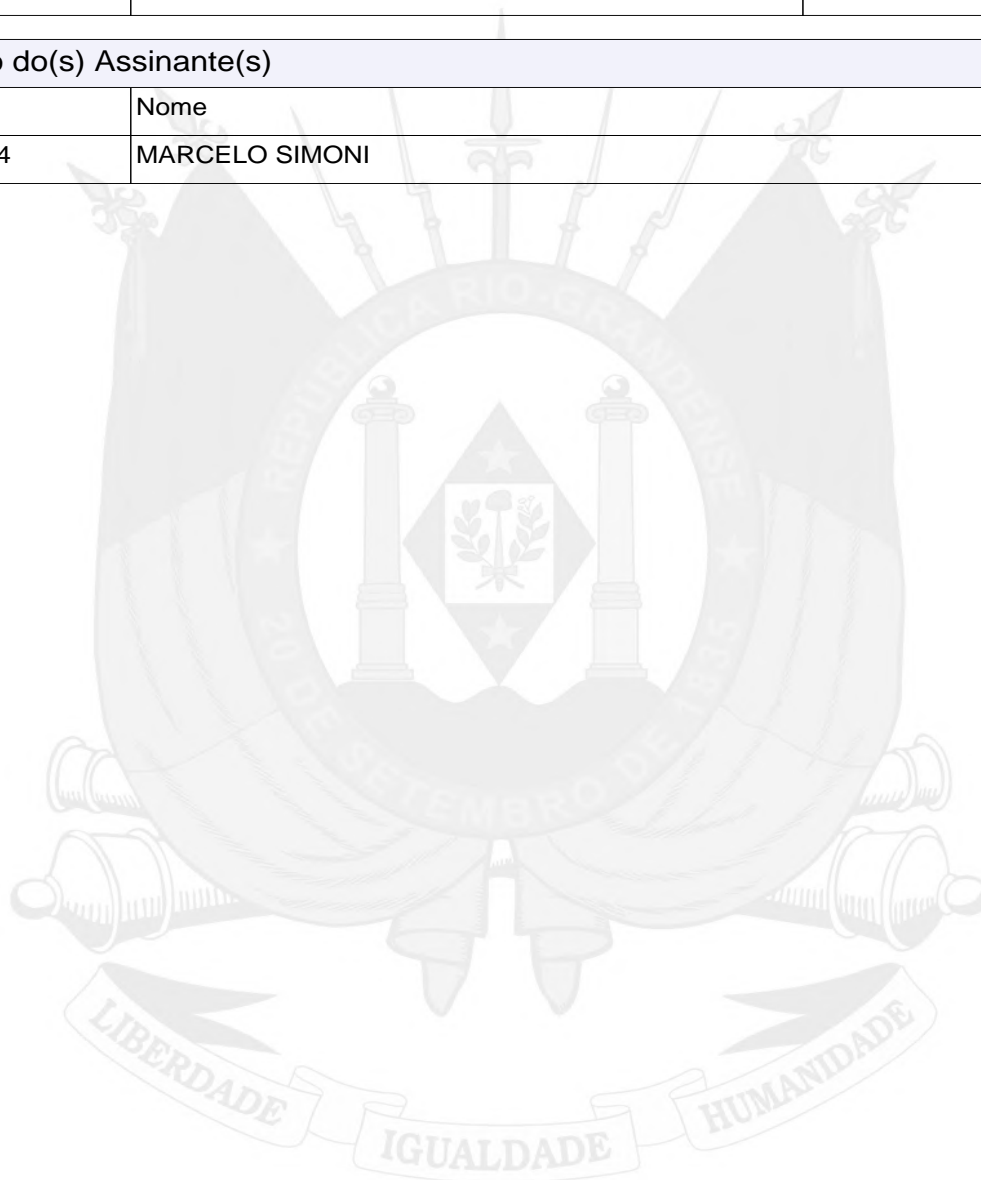 o do(s) Assinante(s)
Nome
4 MARCELO SIMONI
REPUBLICA RIO-GRANDENSE
20 DE SETEMBRO DE 1835
LIBERDADE IGUALDADE HUMANIDADE